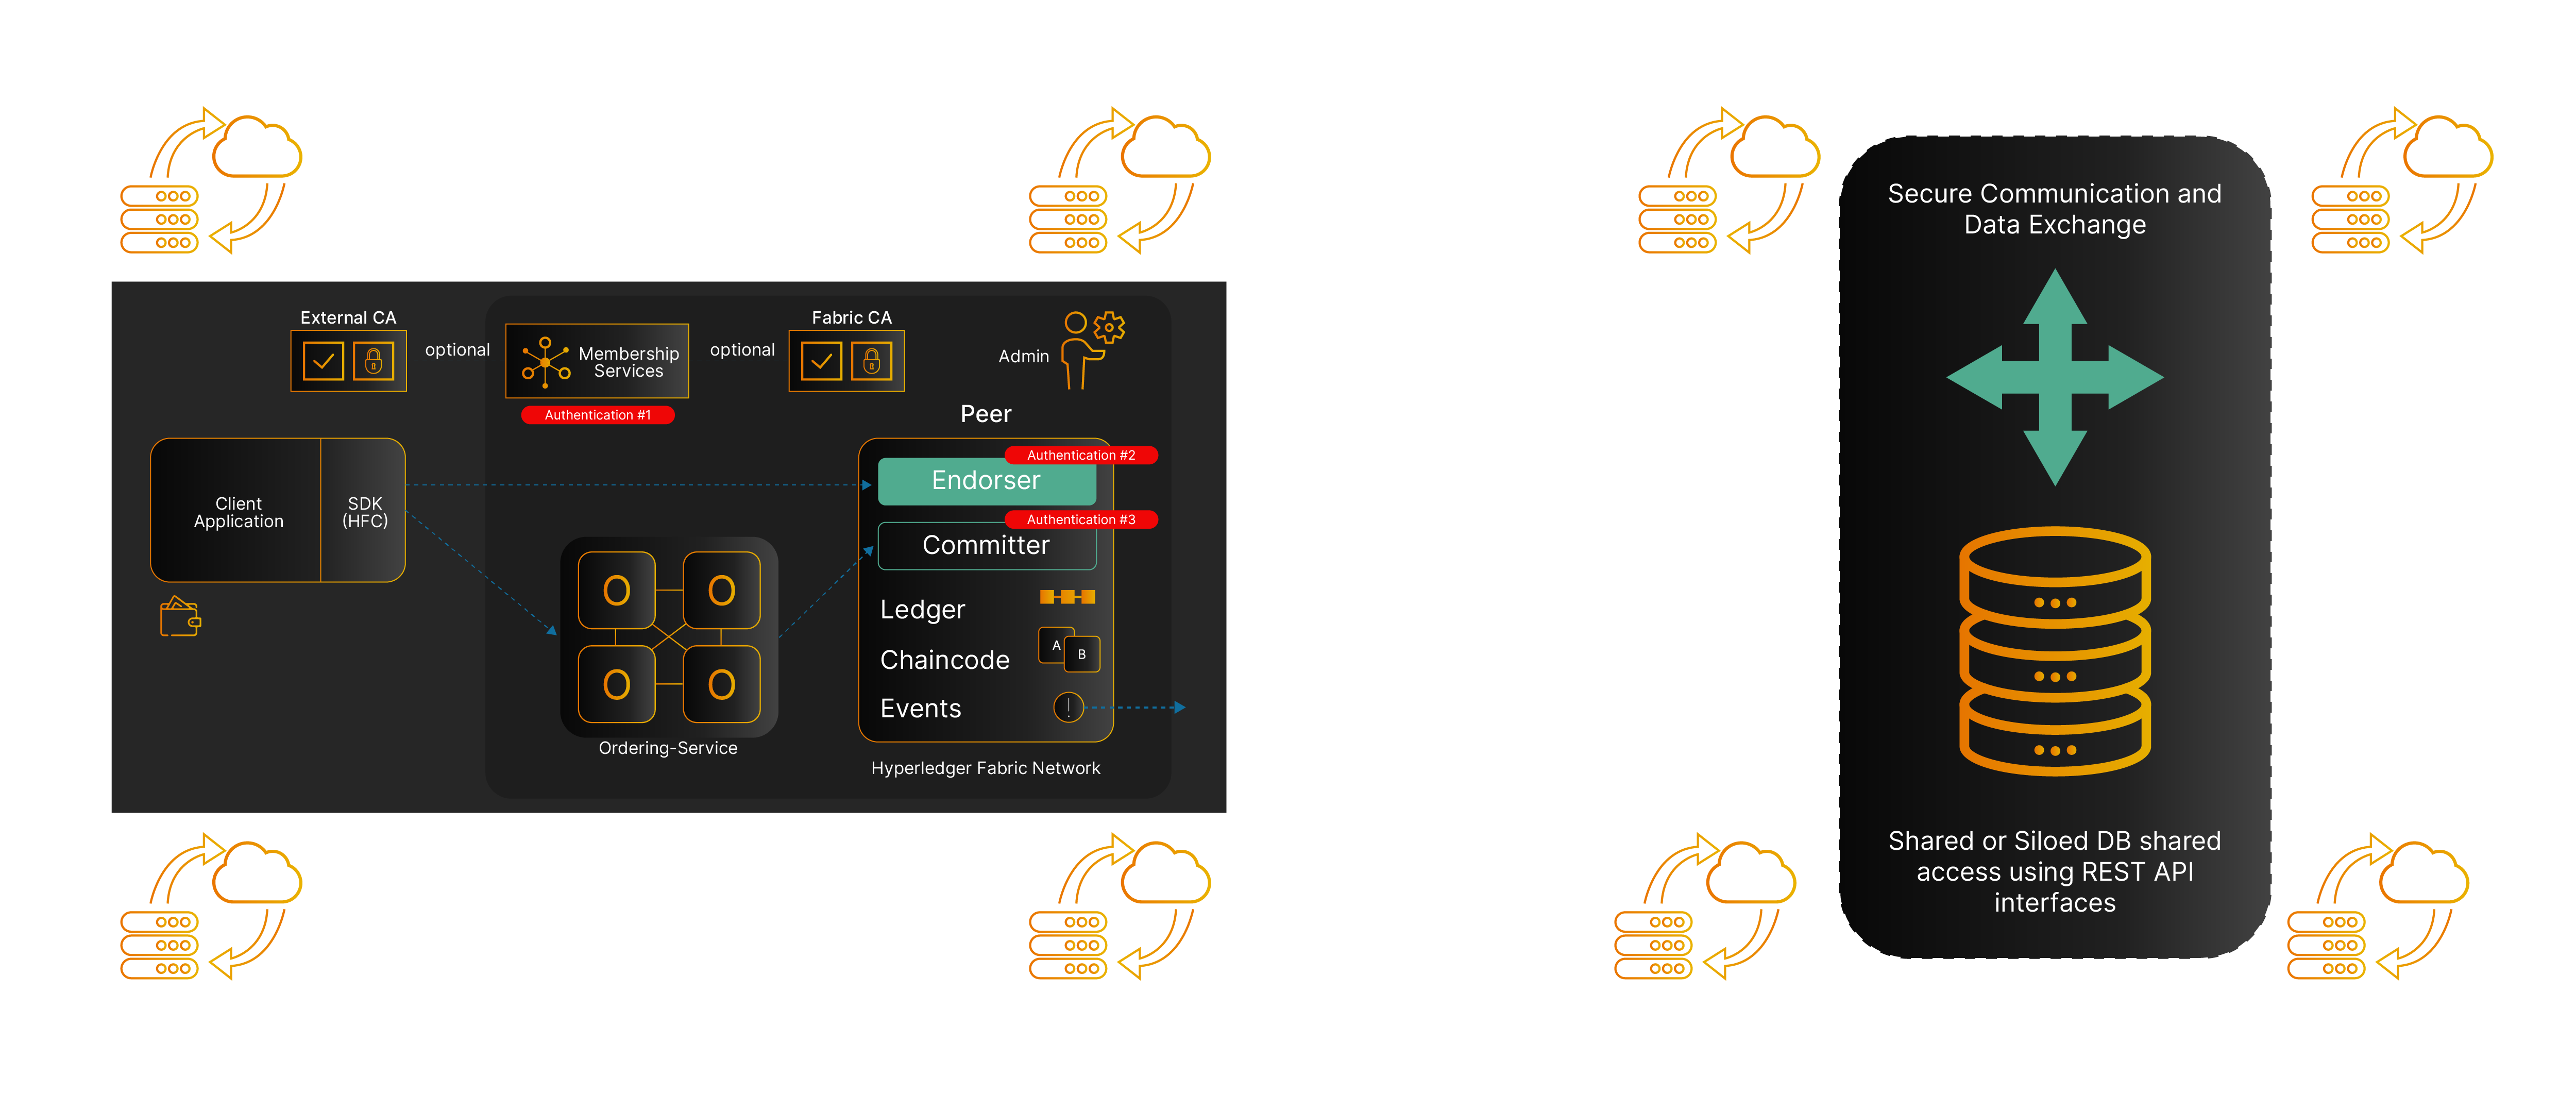 External CA
optional
Membership
Services
optional
Fabric CA
Admin
Authentication #1
Peer
Authentication #2
Endorser
Authentication #3
Committer
Client
Application
SDK
(HFC)
O
O
O
O
Ordering-Service
Ledger
Chaincode
A
B
Events
!
Hyperledger Fabric Network
Secure Communication and
Data Exchange
Shared or Siloed DB shared
access using REST API
interfaces